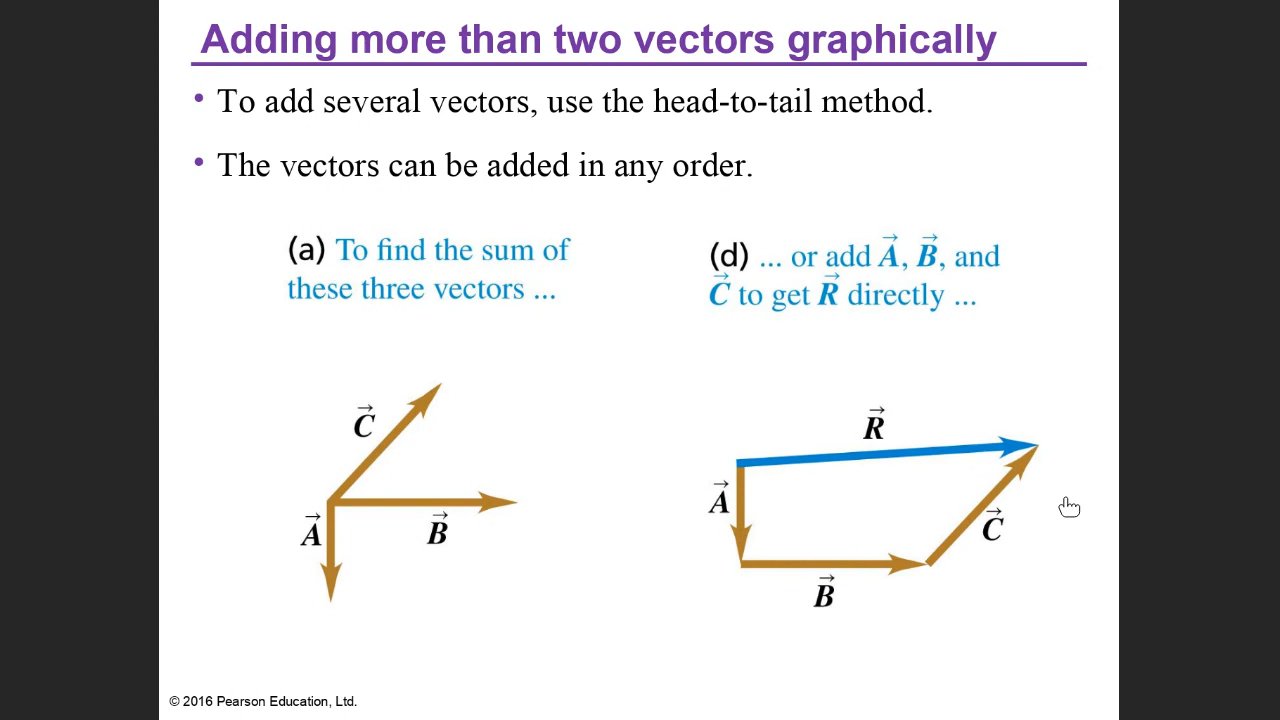 Adding more than two vectors graphically
• To add several vectors, use the head-to-tail method.
• The vectors can be added in any order.
(a) To find the sum of
these three vectors ...
(d) ... or add A⃗, B⃗, and
C⃗ to get R⃗ directly ...
C⃗
A⃗
B⃗
R⃗
A⃗
C⃗
B⃗
© 2016 Pearson Education, Ltd.